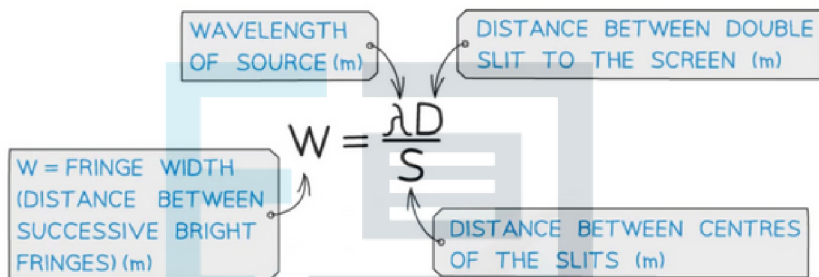 WAVELENGTH
OF SOURCE (m)
DISTANCE BETWEEN DOUBLE
SLIT TO THE SCREEN (m)
W = λD
S
W = FRINGE WIDTH
(DISTANCE BETWEEN
SUCCESSIVE BRIGHT
FRINGES) (m)
DISTANCE BETWEEN CENTRES
OF THE SLITS (m)